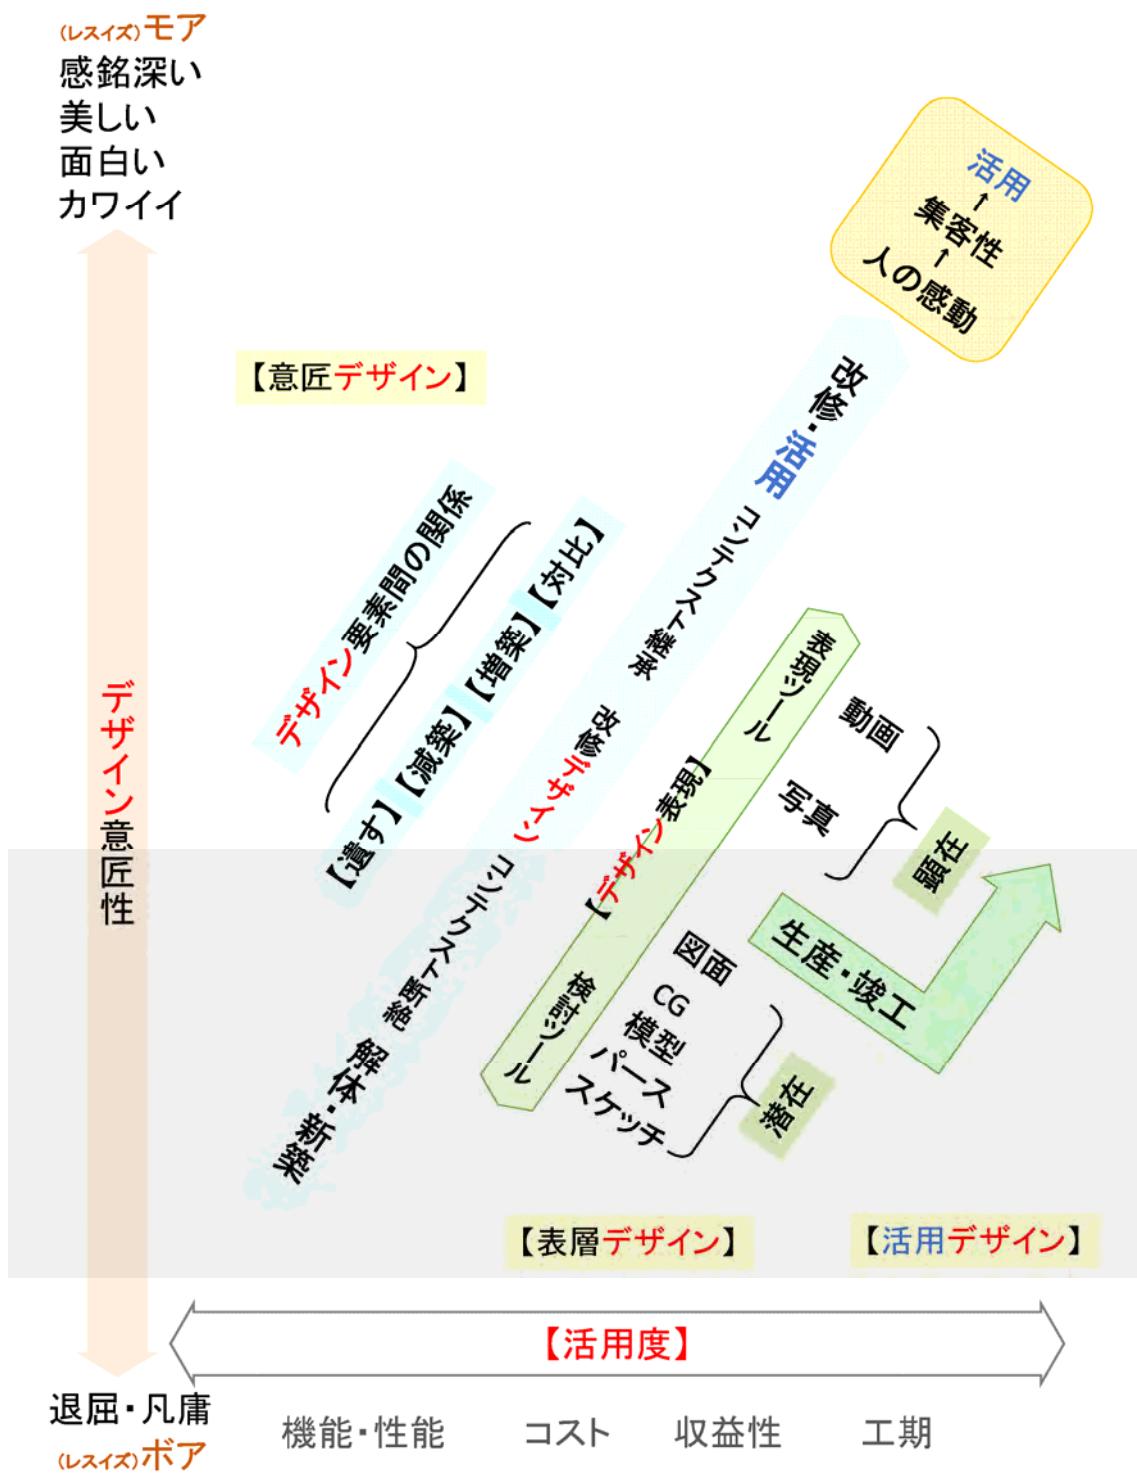 （レスイズ）モア
感銘深い
美しい
面白い
カワイイ
活用
↑
集客性
↑
人の感動
【意匠デザイン】
改修・活用
コンテクスト継承
改修デザイン
コンテクスト断絶
解体・新築
デザイン要素間の関係
【遺す】【減築】【増築】【対比】
表現ツール
【デザイン表現】
検討ツール
動画
写真
顕在
生産・竣工
図面
CG
模型
パース
スケッチ
潜在
デザイン意匠性
【表層デザイン】
【活用デザイン】
【活用度】
退屈・凡庸
（レスイズ）ボア
機能・性能
コスト
収益性
工期